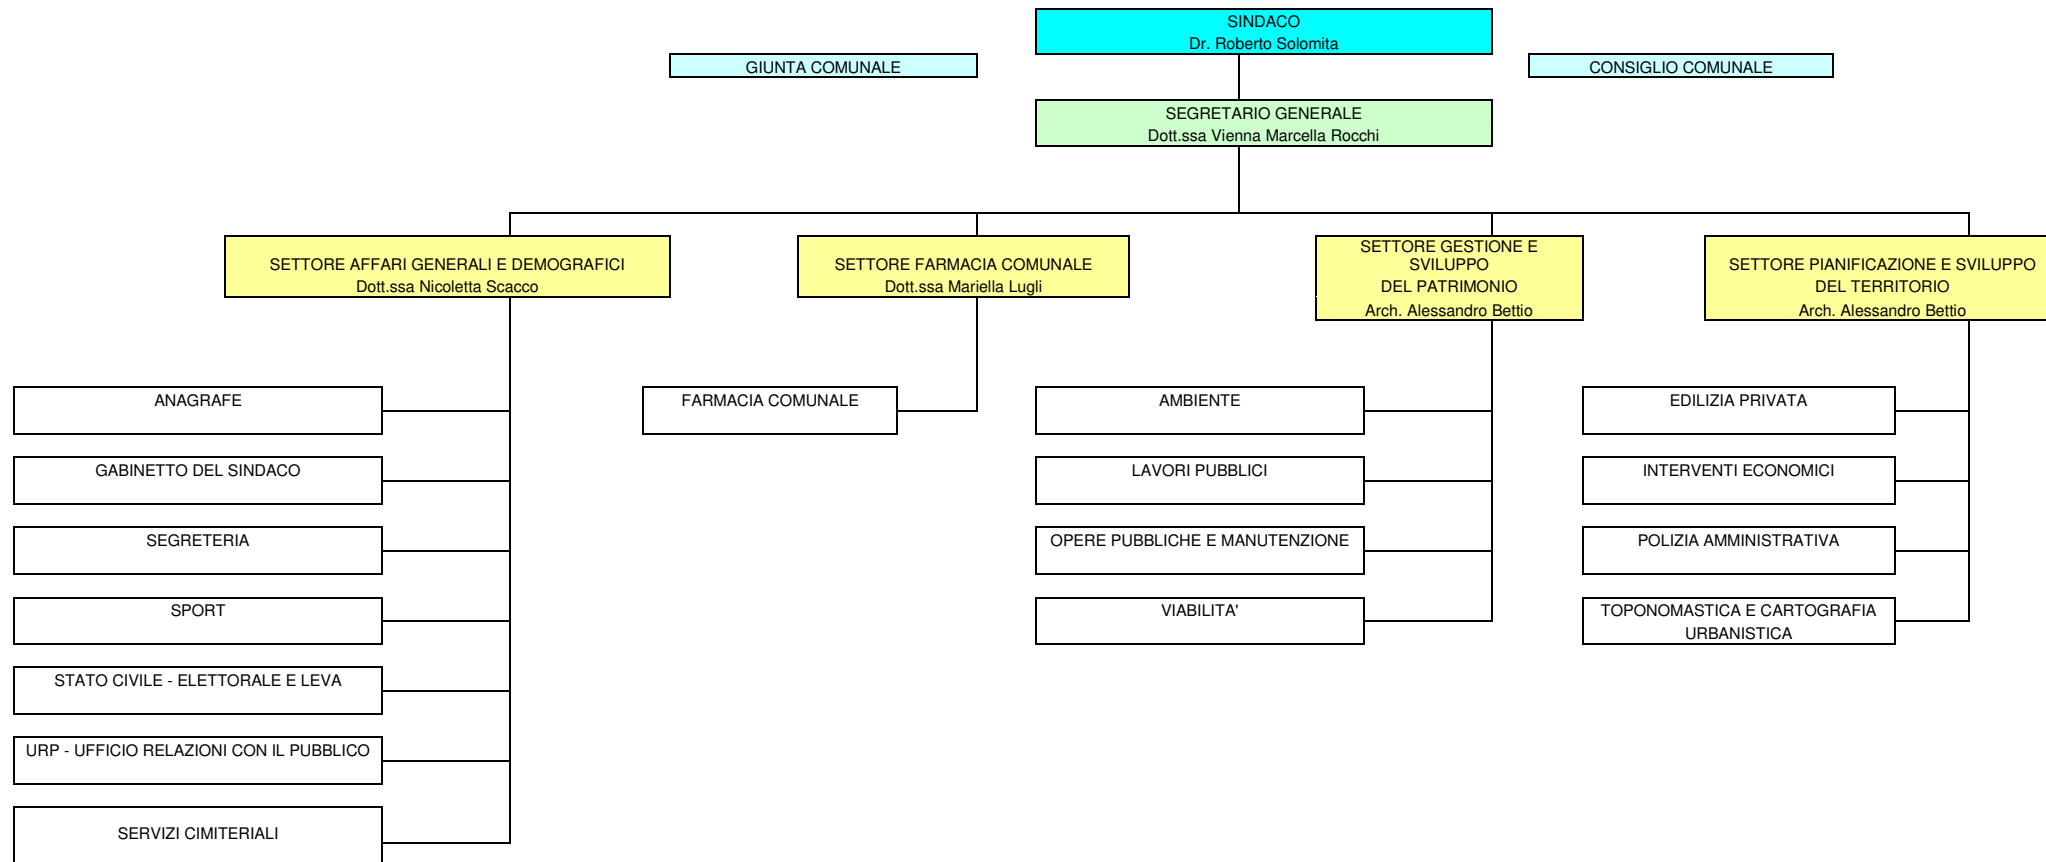 SINDACO
Dr. Roberto Solomita
GIUNTA COMUNALE
CONSIGLIO COMUNALE
SEGRETARIO GENERALE
Dott.ssa Vienna Marcella Rocchi
SETTORE AFFARI GENERALI E DEMOGRAFICI
Dott.ssa Nicoletta Scacco
SETTORE FARMACIA COMUNALE
Dott.ssa Mariella Lugli
SETTORE GESTIONE E
SVILUPPO
DEL PATRIMONIO
Arch. Alessandro Bettio
SETTORE PIANIFICAZIONE E SVILUPPO
DEL TERRITORIO
Arch. Alessandro Bettio
ANAGRAFE
GABINETTO DEL SINDACO
SEGRETERIA
SPORT
STATO CIVILE - ELETTORALE E LEVA
URP - UFFICIO RELAZIONI CON IL PUBBLICO
SERVIZI CIMITERIALI
FARMACIA COMUNALE
AMBIENTE
LAVORI PUBBLICI
OPERE PUBBLICHE E MANUTENZIONE
VIABILITA'
EDILIZIA PRIVATA
INTERVENTI ECONOMICI
POLIZIA AMMINISTRATIVA
TOPONOMASTICA E CARTOGRAFIA
URBANISTICA